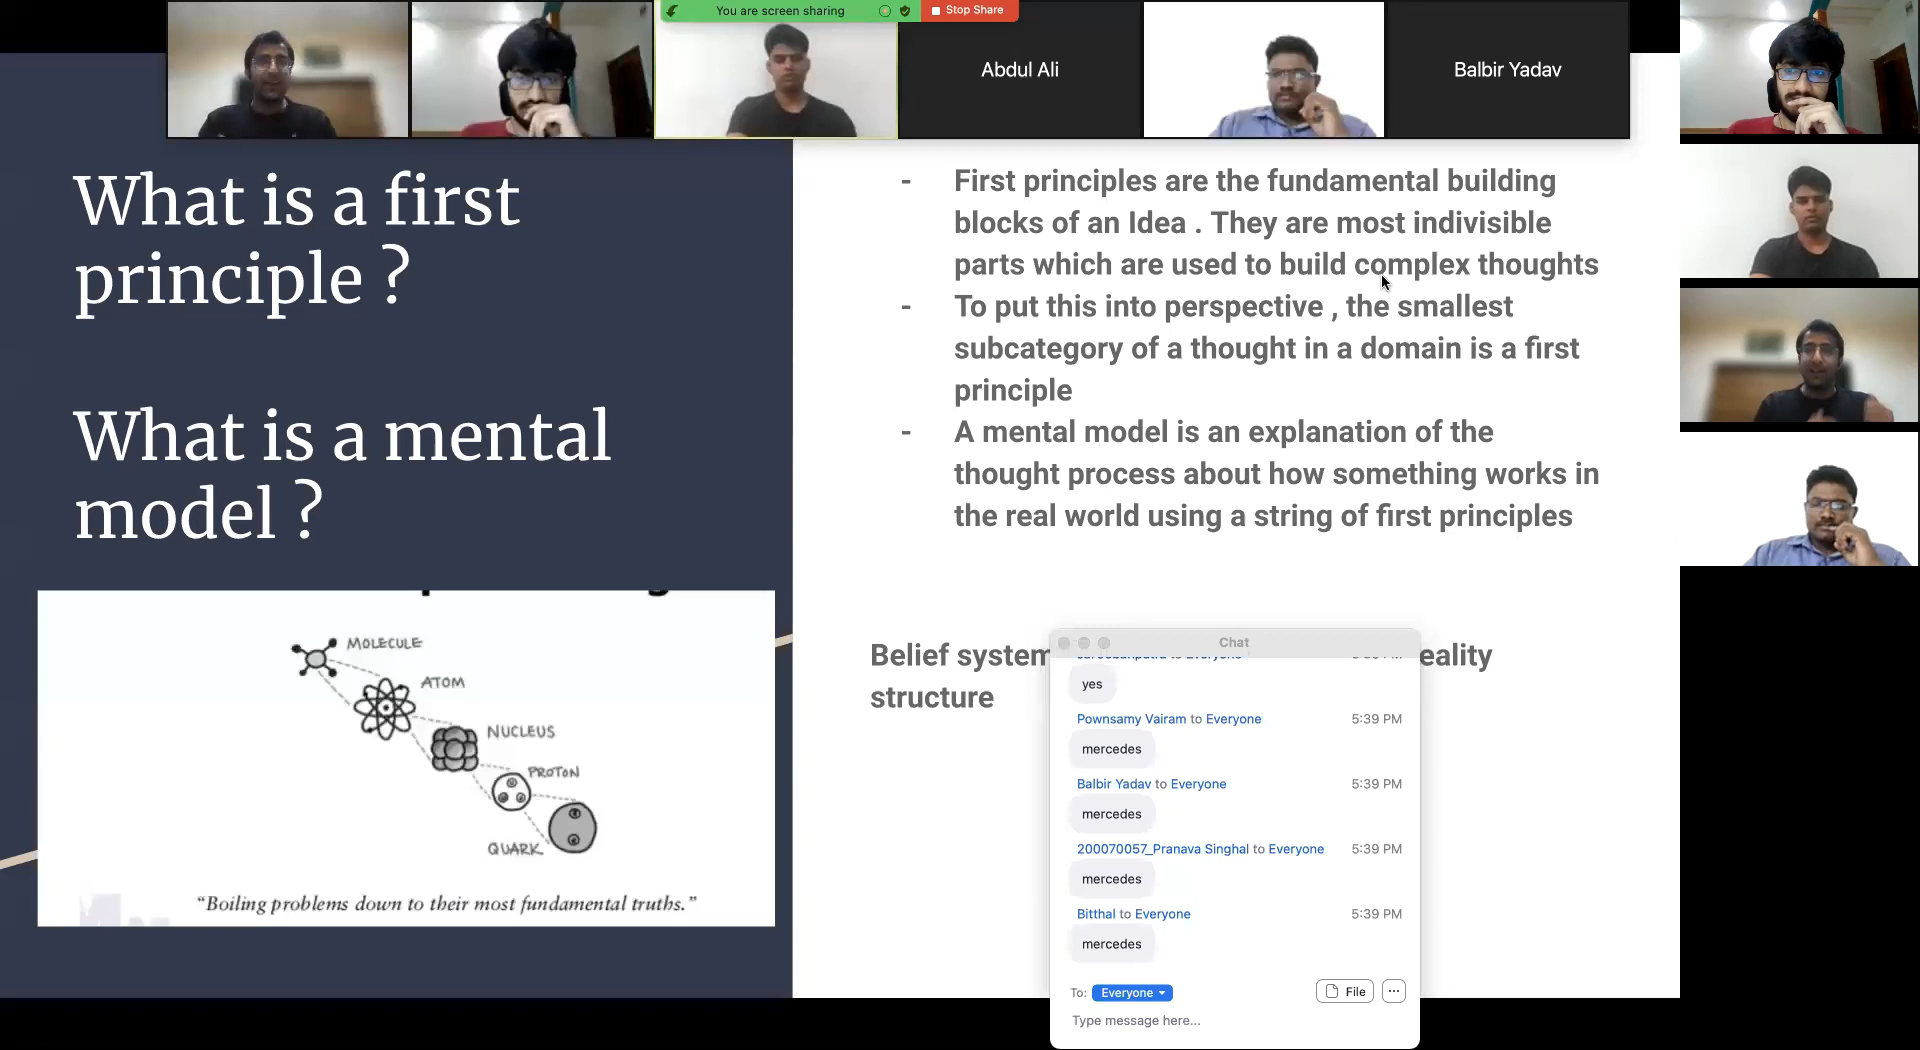 You are screen sharing
Stop Share
Abdul Ali
Balbir Yadav
What is a first
principle ?
What is a mental
model ?
MOLECULE
ATOM
NUCLEUS
PROTON
QUARK
“Boiling problems down to their most fundamental truths.”
- First principles are the fundamental building
blocks of an Idea . They are most indivisible
parts which are used to build complex thoughts
- To put this into perspective , the smallest
subcategory of a thought in a domain is a first
principle
- A mental model is an explanation of the
thought process about how something works in
the real world using a string of first principles
Belief system
structure
Chat
yes
Pownsamy Vairam to Everyone 5:39 PM
mercedes
Balbir Yadav to Everyone 5:39 PM
mercedes
200070057_Pranava Singhal to Everyone 5:39 PM
mercedes
Bitthal to Everyone 5:39 PM
mercedes
To: Everyone
File
...
Type message here...